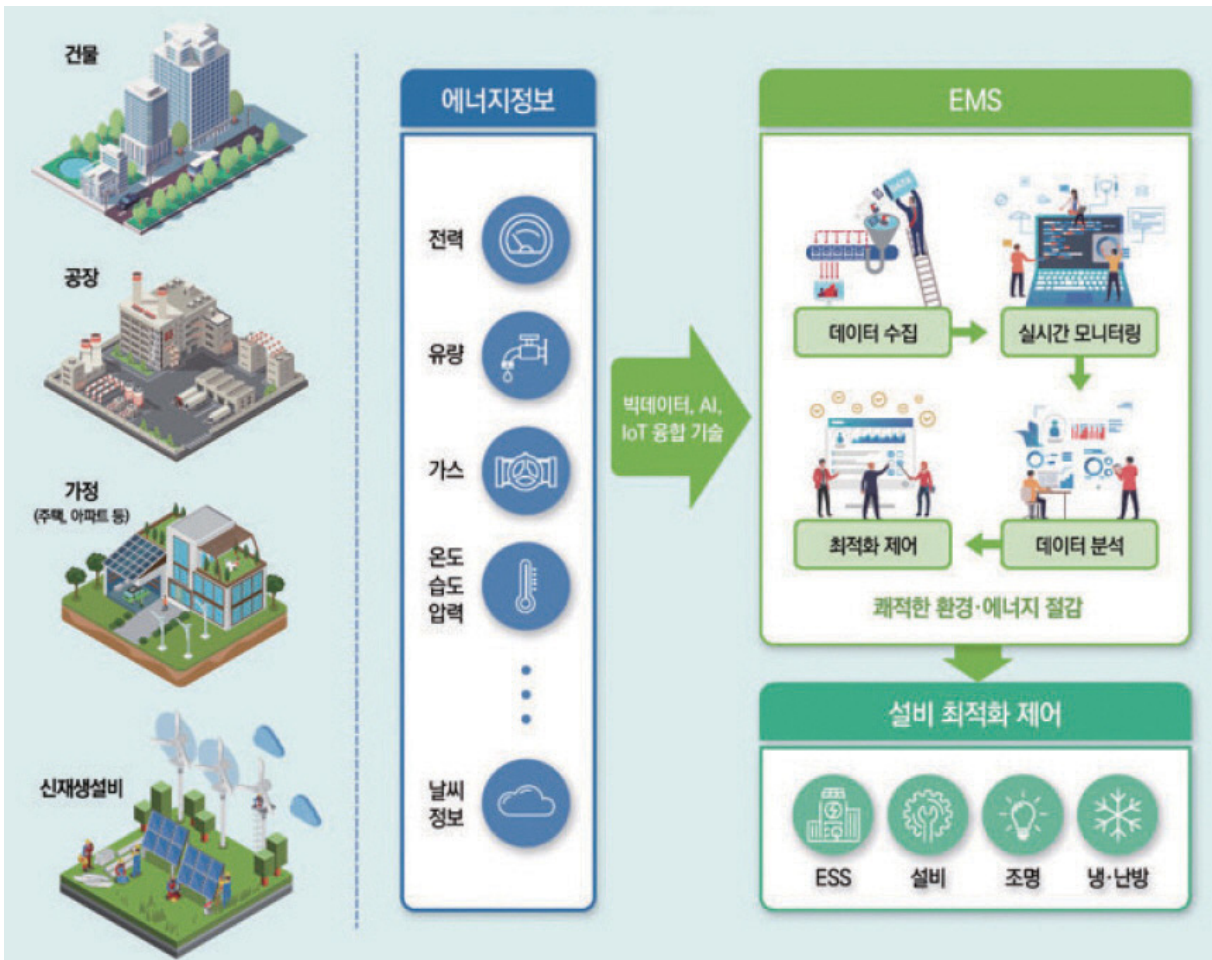 건물
공장
가정
(주택, 아파트 등)
신재생설비
에너지정보
전력
유량
가스
온도
습도
압력
날씨
정보
빅데이터, AI,
IoT 융합 기술
EMS
데이터 수집
실시간 모니터링
최적화 제어
데이터 분석
쾌적한 환경·에너지 절감
설비 최적화 제어
ESS
설비
조명
냉·난방